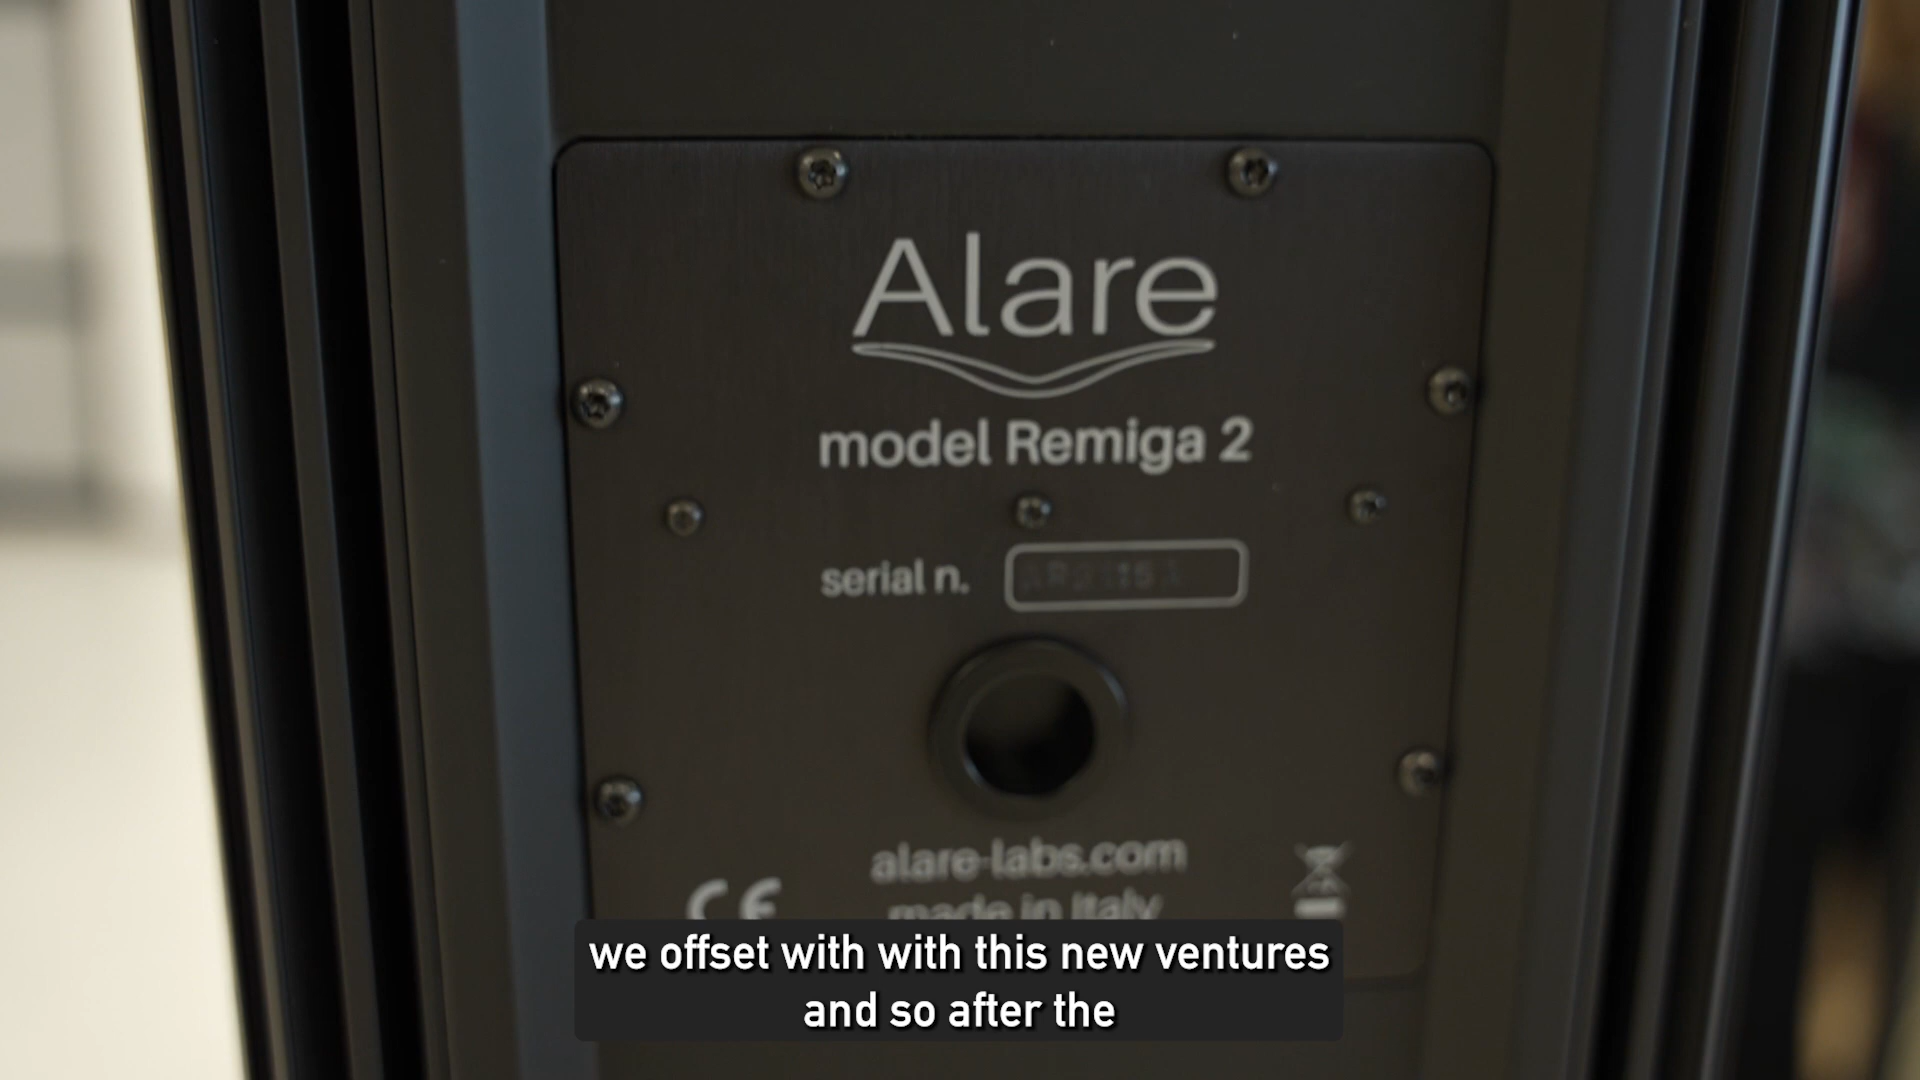 Alare
model Remiga 2
serial n.
alare-labs.com
CE
made in Italy
we offset with with this new ventures
and so after the